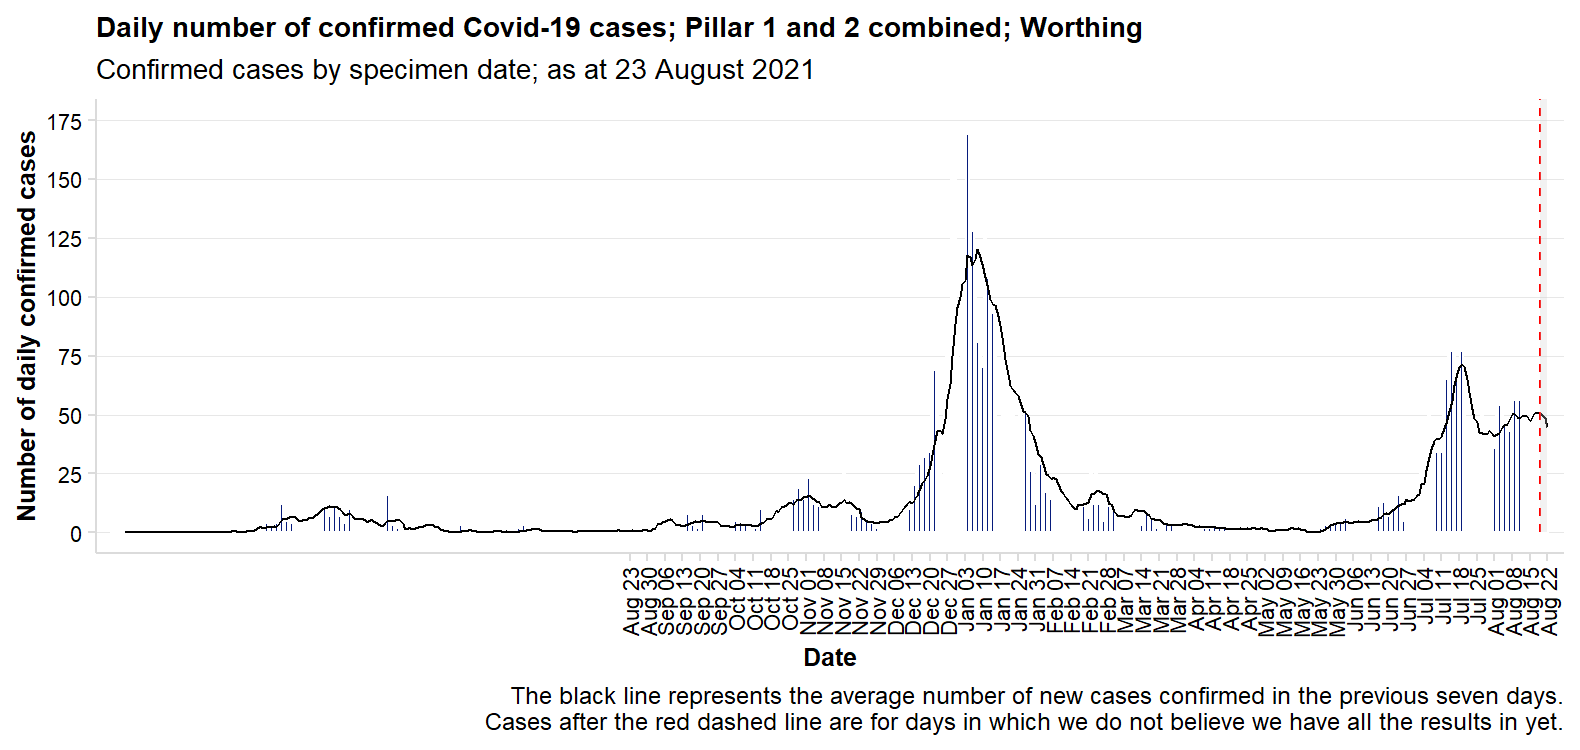 Daily number of confirmed Covid-19 cases; Pillar 1 and 2 combined; Worthing
Confirmed cases by specimen date; as at 23 August 2021
Number of daily confirmed cases
175
150
125
100
75
50
25
0
Aug 23
Aug 30
Sep 06
Sep 13
Sep 20
Sep 27
Oct 04
Oct 11
Oct 18
Oct 25
Nov 01
Nov 08
Nov 15
Nov 22
Nov 29
Dec 06
Dec 13
Dec 20
Dec 27
Jan 03
Jan 10
Jan 17
Jan 24
Jan 31
Feb 07
Feb 14
Feb 21
Feb 28
Mar 07
Mar 14
Mar 21
Mar 28
Apr 04
Apr 11
Apr 18
Apr 25
May 02
May 09
May 16
May 23
May 30
Jun 06
Jun 13
Jun 20
Jun 27
Jul 04
Jul 11
Jul 18
Jul 25
Aug 01
Aug 08
Aug 15
Aug 22
Date
The black line represents the average number of new cases confirmed in the previous seven days.
Cases after the red dashed line are for days in which we do not believe we have all the results in yet.